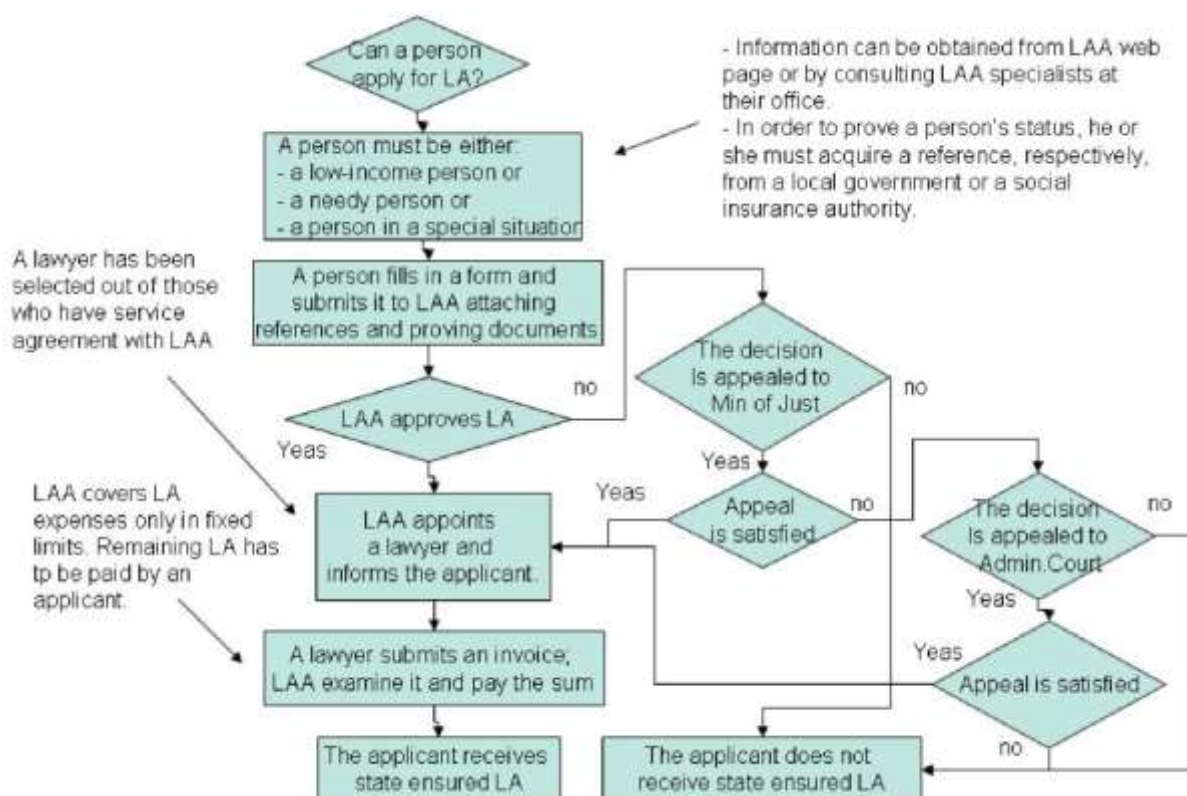 Can a person
apply for LA?
- Information can be obtained from LAA web
page or by consulting LAA specialists at
their office.
- In order to prove a person's status, he or
she must acquire a reference, respectively,
from a local government or a social
insurance authority.
A person must be either:
- a low-income person or
- a needy person or
- a person in a special situation
A lawyer has been
selected out of those
who have service
agreement with LAA
A person fills in a form and
submits it to LAA attaching
references and proving documents.
The decision
Is appealed to
Min of Just
no
no
LAA approves LA
Yeas
Yeas
LAA covers LA
expenses only in fixed
limits. Remaining LA has
tp be paid by an
applicant.
LAA appoints
a lawyer and
informs the applicant.
Yeas
Appeal
is satisfied
no
The decision
Is appealed to
Admin.Court
no
Yeas
A lawyer submits an invoice;
LAA examine it and pay the sum
Yeas
Appeal is satisfied
no
The applicant receives
state ensured LA
The applicant does not
receive state ensured LA